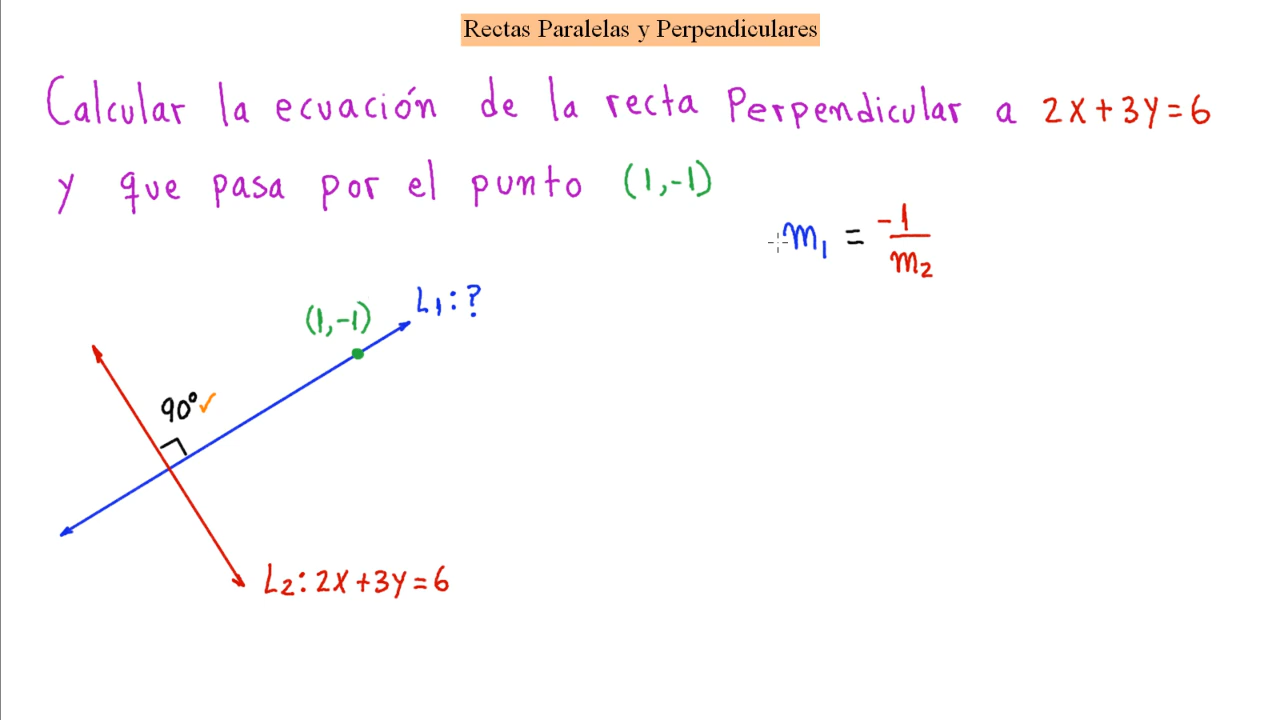 Rectas Paralelas y Perpendiculares
Calcular la ecuación de la recta Perpendicular a 2X+3Y=6
y que pasa por el punto (1,-1)
m₁ = -1/m₂
L₁:?
(1,-1)
90°✓
L₂: 2X+3Y=6